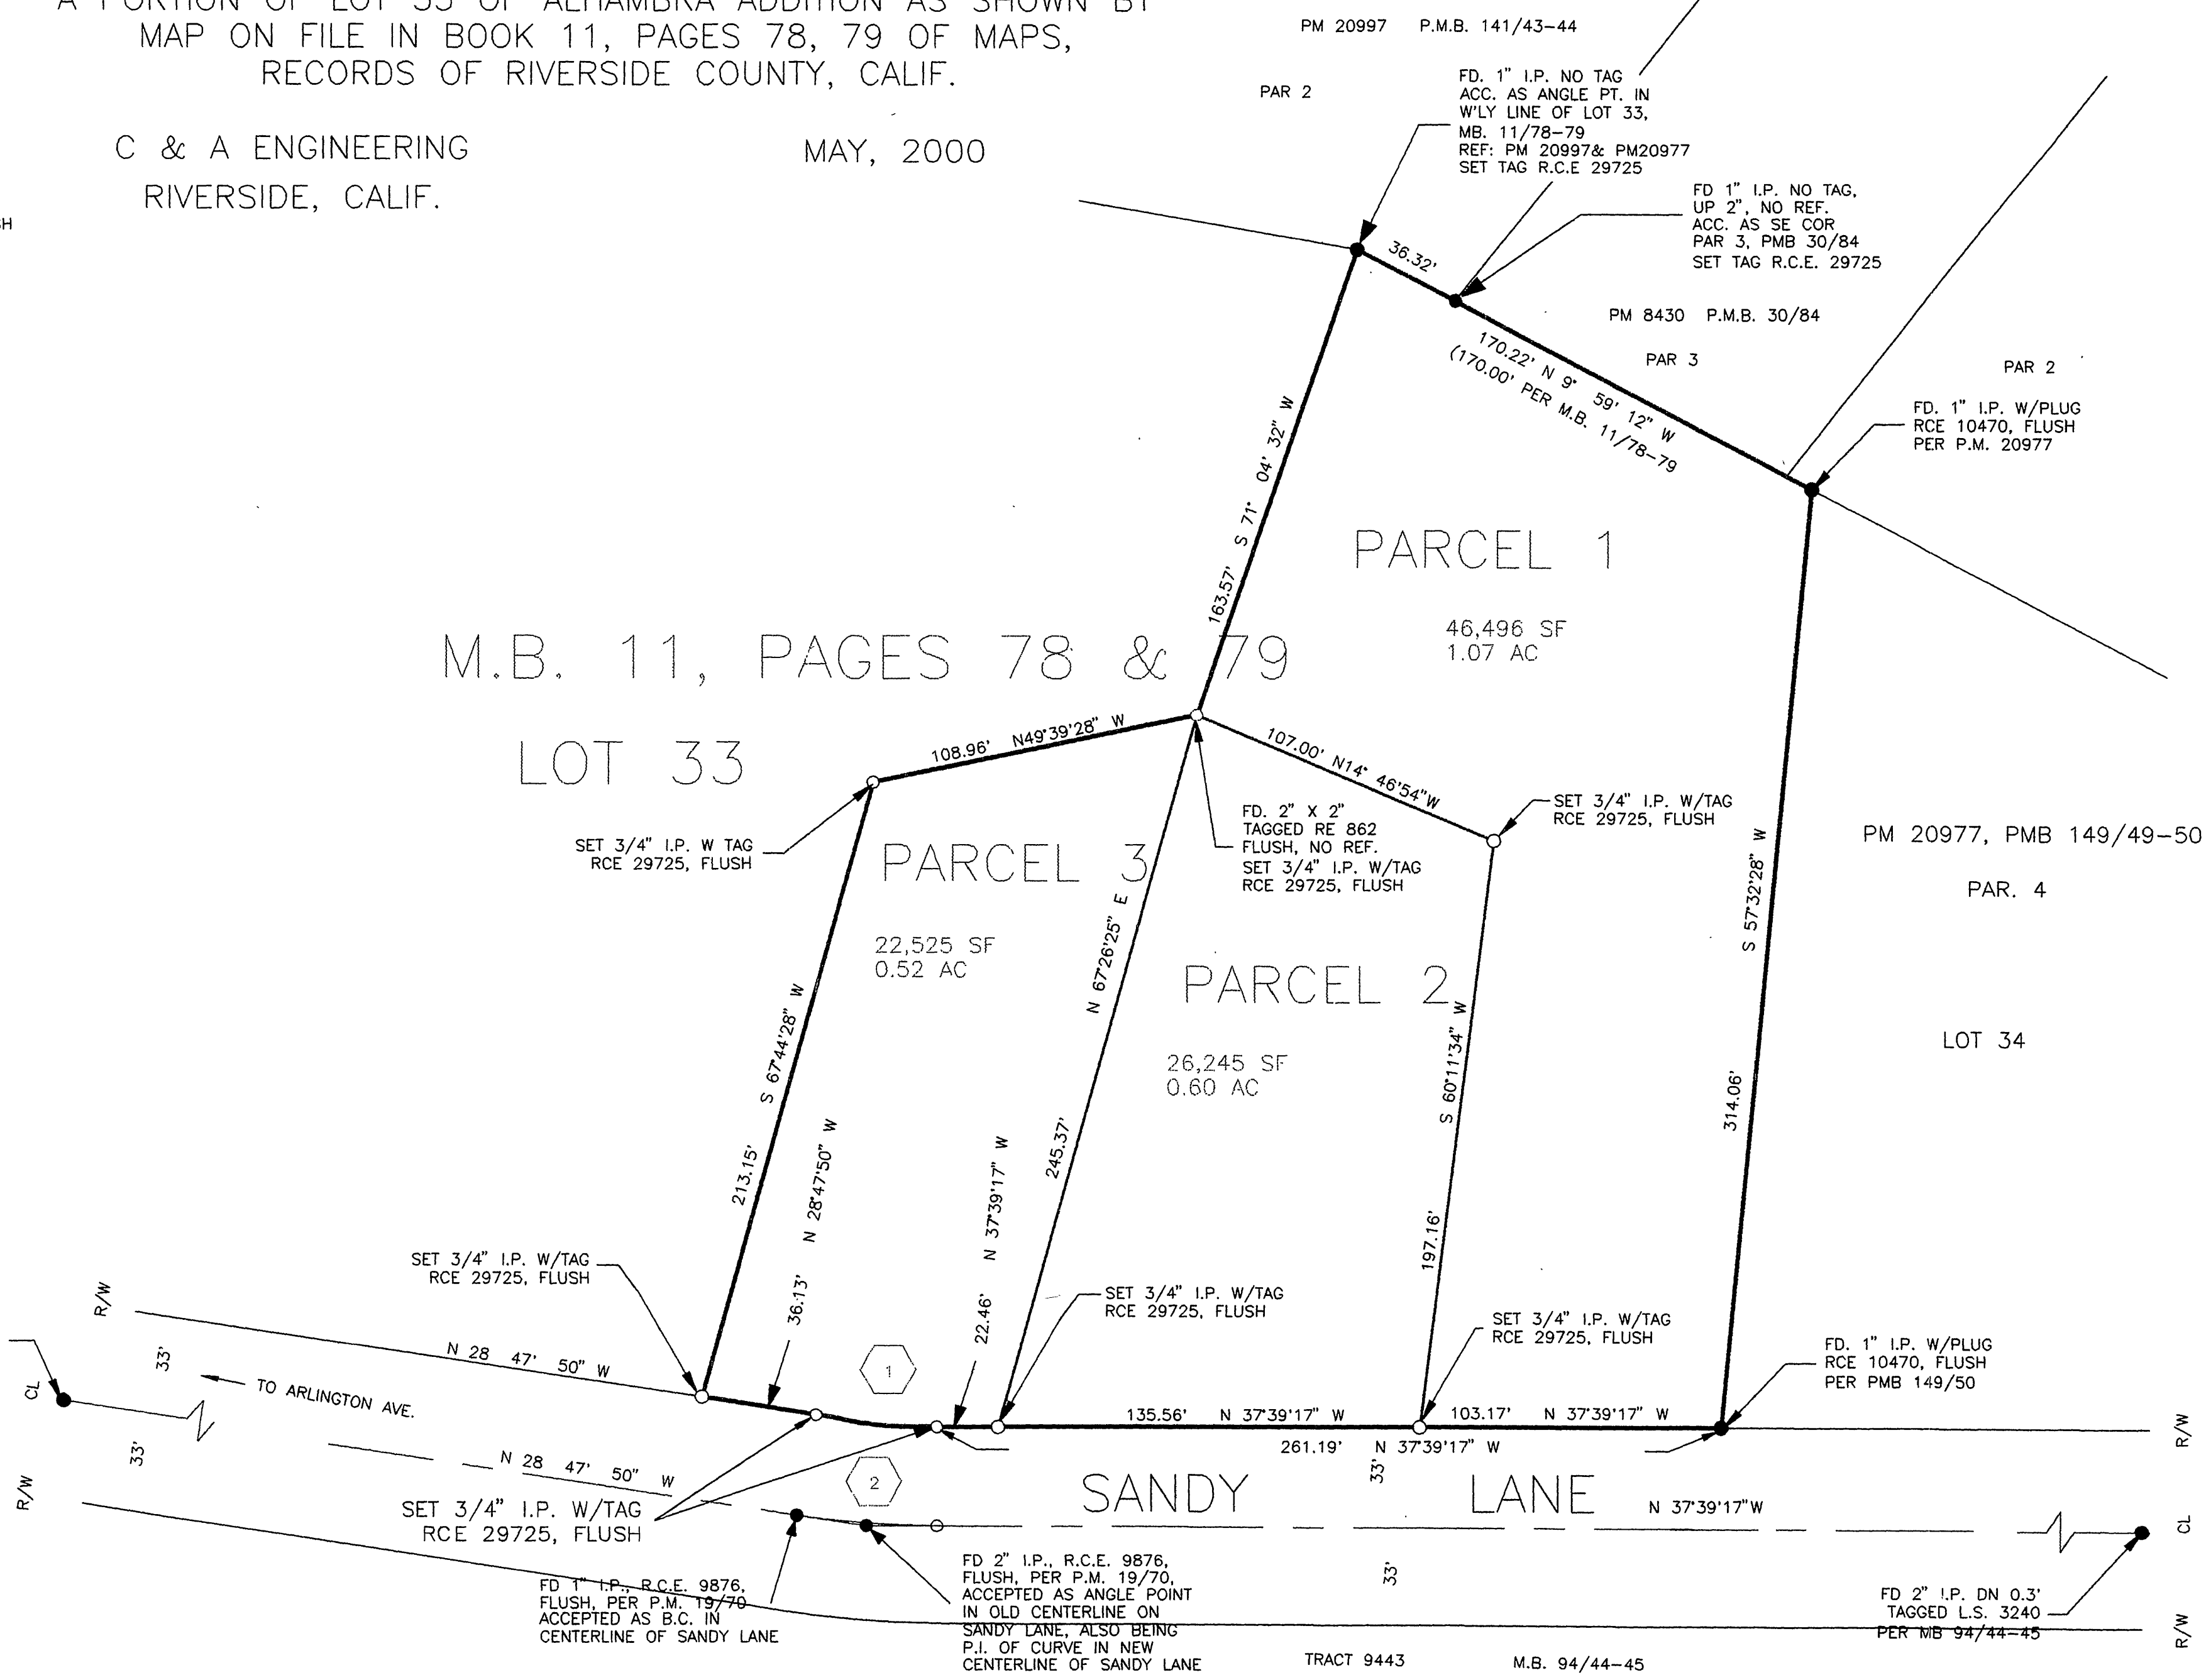 A PORTION OF LOT 33 OF ALHAMBRA ADDITION AS SHOWN BY
MAP ON FILE IN BOOK 11, PAGES 78, 79 OF MAPS,
RECORDS OF RIVERSIDE COUNTY, CALIF.
C & A ENGINEERING
MAY, 2000
RIVERSIDE, CALIF.
PM 20997 P.M.B. 141/43-44
PAR 2
FD. 1" I.P. NO TAG
ACC. AS ANGLE PT. IN
W'LY LINE OF LOT 33,
MB. 11/78-79
REF: PM 20997& PM20977
SET TAG R.C.E 29725
FD 1" I.P. NO TAG,
UP 2", NO REF.
ACC. AS SE COR
PAR 3, PMB 30/84
SET TAG R.C.E. 29725
36.32'
PM 8430 P.M.B. 30/84
PAR 3
PAR 2
170.22' N 9° 59' 12" W
(170.00' PER M.B. 11/78-79
FD. 1" I.P. W/PLUG
RCE 10470, FLUSH
PER P.M. 20977
163.57' S 71° 04' 32" W
PARCEL 1
46,496 SF
1.07 AC
M.B. 11, PAGES 78 & 79
LOT 33
108.96' N49°39'28" W
107.00' N14° 46'54"W
SET 3/4" I.P. W TAG
RCE 29725, FLUSH
FD. 2" X 2"
TAGGED RE 862
FLUSH, NO REF.
SET 3/4" I.P. W/TAG
RCE 29725, FLUSH
SET 3/4" I.P. W/TAG
RCE 29725, FLUSH
PM 20977, PMB 149/49-50
PAR. 4
LOT 34
PARCEL 3
22,525 SF
0.52 AC
PARCEL 2
26,245 SF
0.60 AC
213.15' S 67°44'28" W
245.37' N 67°26'25" E
197.16' S 60°11'34" W
314.06' S 57°32'28" W
36.13' N 28°47'50" W
22.46' N 37°39'17" W
SET 3/4" I.P. W/TAG
RCE 29725, FLUSH
SET 3/4" I.P. W/TAG
RCE 29725, FLUSH
SET 3/4" I.P. W/TAG
RCE 29725, FLUSH
FD. 1" I.P. W/PLUG
RCE 10470, FLUSH
PER PMB 149/50
R/W
33'
N 28 47' 50" W
1
CL
TO ARLINGTON AVE.
33'
135.56' N 37°39'17" W
103.17' N 37°39'17" W
261.19' N 37°39'17" W
R/W
R/W
N 28 47' 50" W
2
33'
SANDY LANE
N 37°39'17"W
CL
SET 3/4" I.P. W/TAG
RCE 29725, FLUSH
33'
FD 1" I.P., R.C.E. 9876,
FLUSH, PER P.M. 19/70
ACCEPTED AS B.C. IN
CENTERLINE OF SANDY LANE
FD 2" I.P., R.C.E. 9876,
FLUSH, PER P.M. 19/70,
ACCEPTED AS ANGLE POINT
IN OLD CENTERLINE ON
SANDY LANE, ALSO BEING
P.I. OF CURVE IN NEW
CENTERLINE OF SANDY LANE
FD 2" I.P. DN 0.3'
TAGGED L.S. 3240
PER MB 94/44-45
R/W
TRACT 9443 M.B. 94/44-45